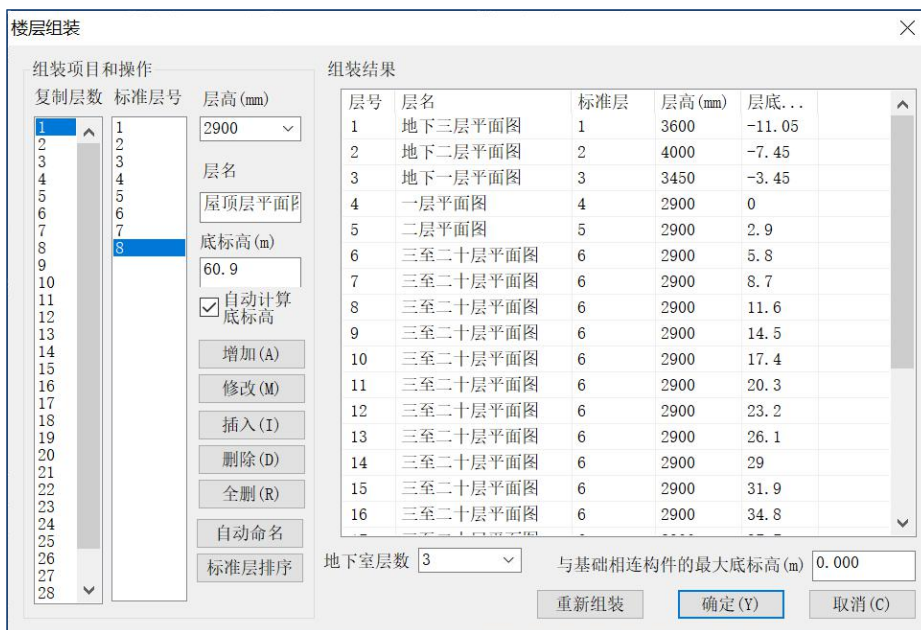 楼层组装
组装项目和操作
复制层数 标准层号 层高(mm)
1
2
3
4
5
6
7
8
9
10
11
12
13
14
15
16
17
18
19
20
21
22
23
24
25
26
27
28
1
2
3
4
5
6
7
8
2900
层名
屋顶层平面图
底标高(m)
60.9
自动计算
底标高
增加(A)
修改(M)
插入(I)
删除(D)
全删(R)
自动命名
标准层排序
组装结果
层号 层名 标准层 层高(mm) 层底...
1 地下三层平面图 1 3600 -11.05
2 地下二层平面图 2 4000 -7.45
3 地下一层平面图 3 3450 -3.45
4 一层平面图 4 2900 0
5 二层平面图 5 2900 2.9
6 三至二十层平面图 6 2900 5.8
7 三至二十层平面图 6 2900 8.7
8 三至二十层平面图 6 2900 11.6
9 三至二十层平面图 6 2900 14.5
10 三至二十层平面图 6 2900 17.4
11 三至二十层平面图 6 2900 20.3
12 三至二十层平面图 6 2900 23.2
13 三至二十层平面图 6 2900 26.1
14 三至二十层平面图 6 2900 29
15 三至二十层平面图 6 2900 31.9
16 三至二十层平面图 6 2900 34.8
地下室层数 3
与基础相连构件的最大底标高(m) 0.000
重新组装 确定(Y) 取消(C)